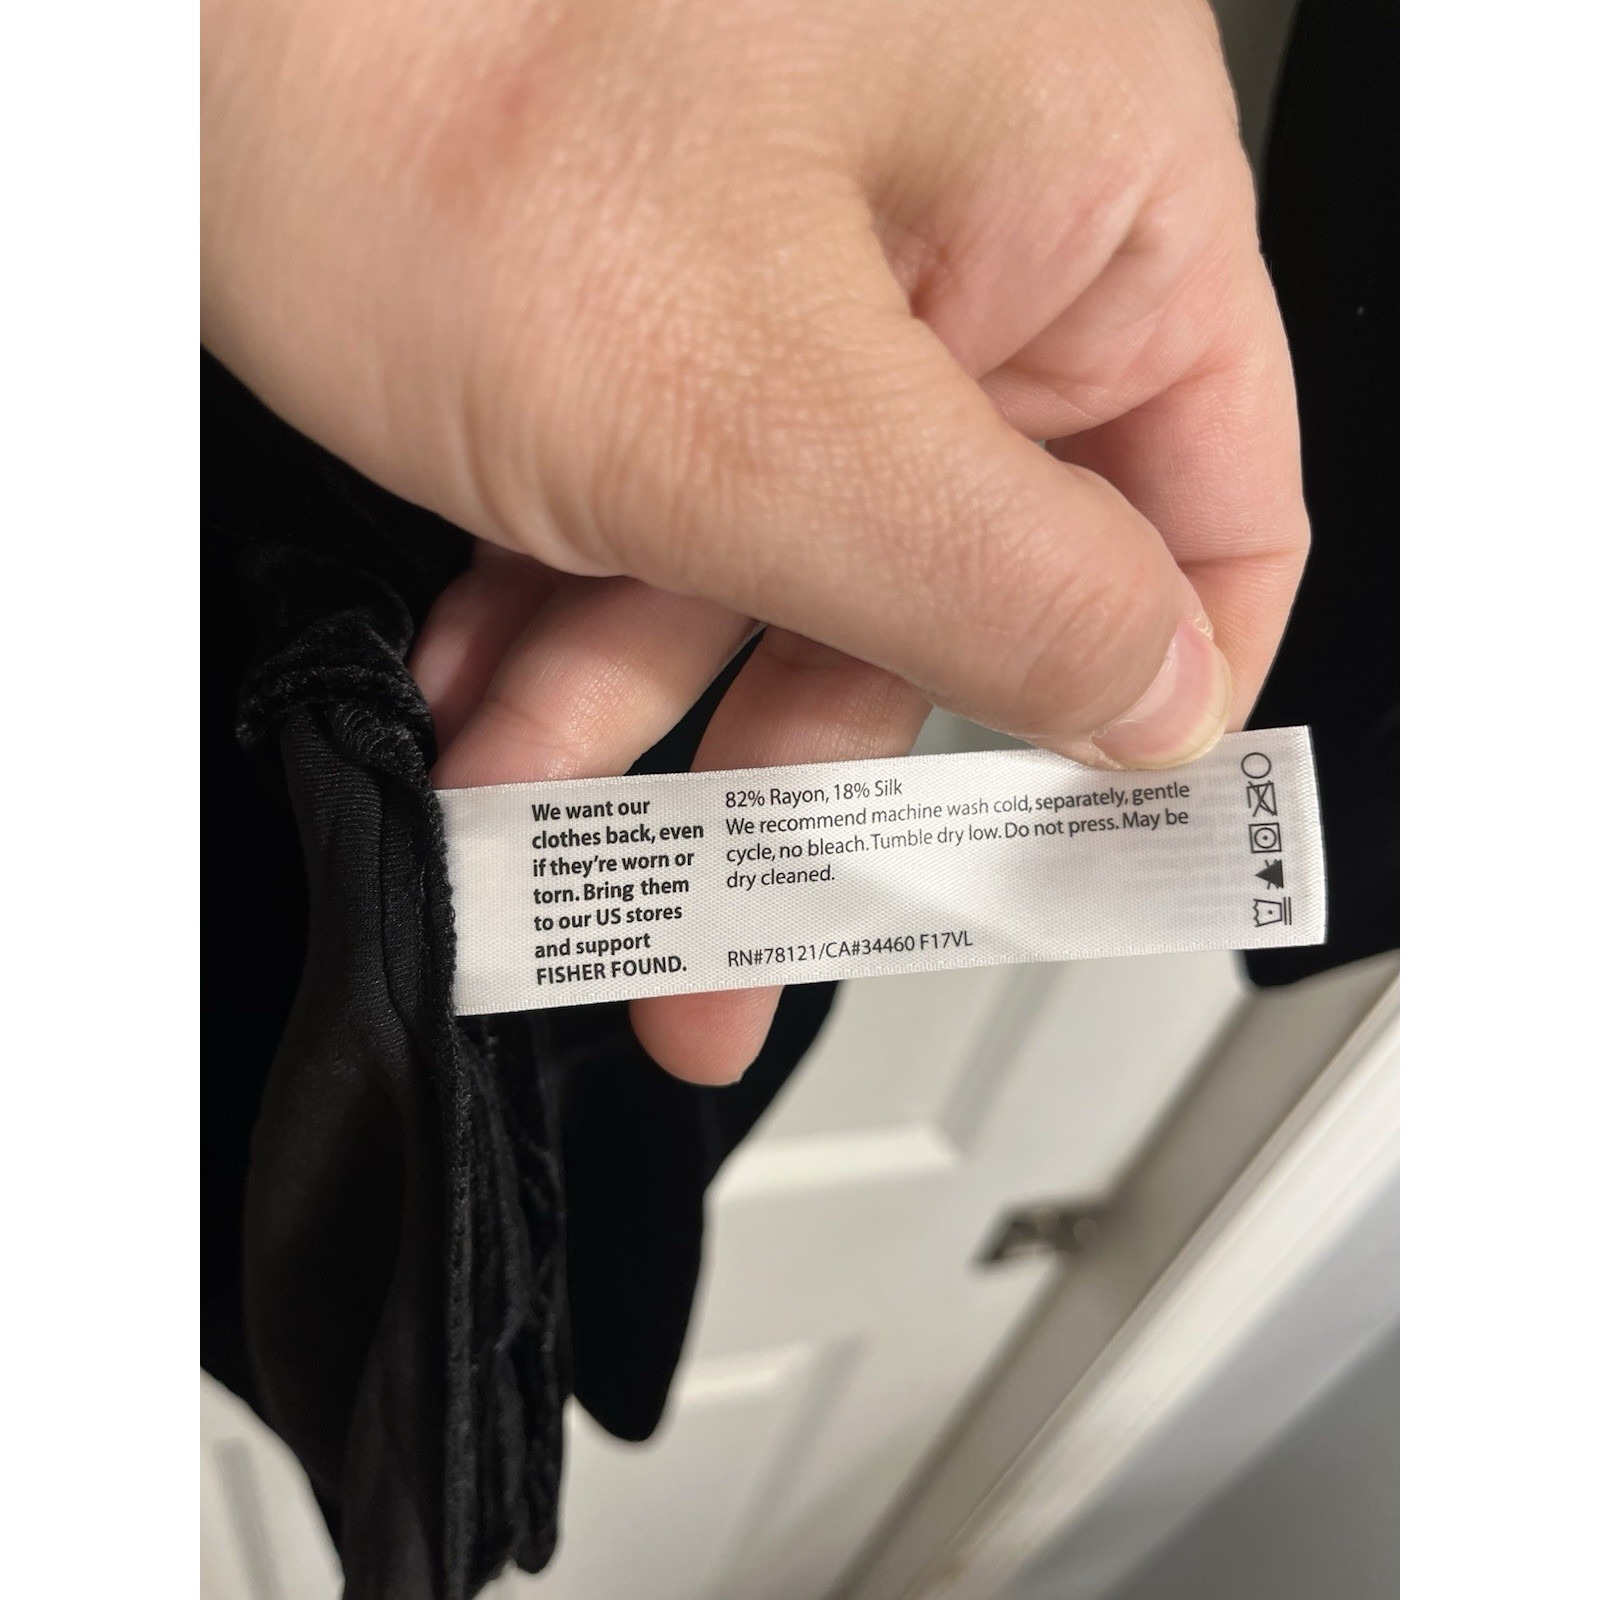 We want our
clothes back, even
if they're worn or
torn. Bring them
to our US stores
and support
FISHER FOUND.
82% Rayon, 18% Silk
We recommend machine wash cold, separately, gentle
cycle, no bleach. Tumble dry low. Do not press. May be
dry cleaned.
RN#78121/CA#34460 F17VL